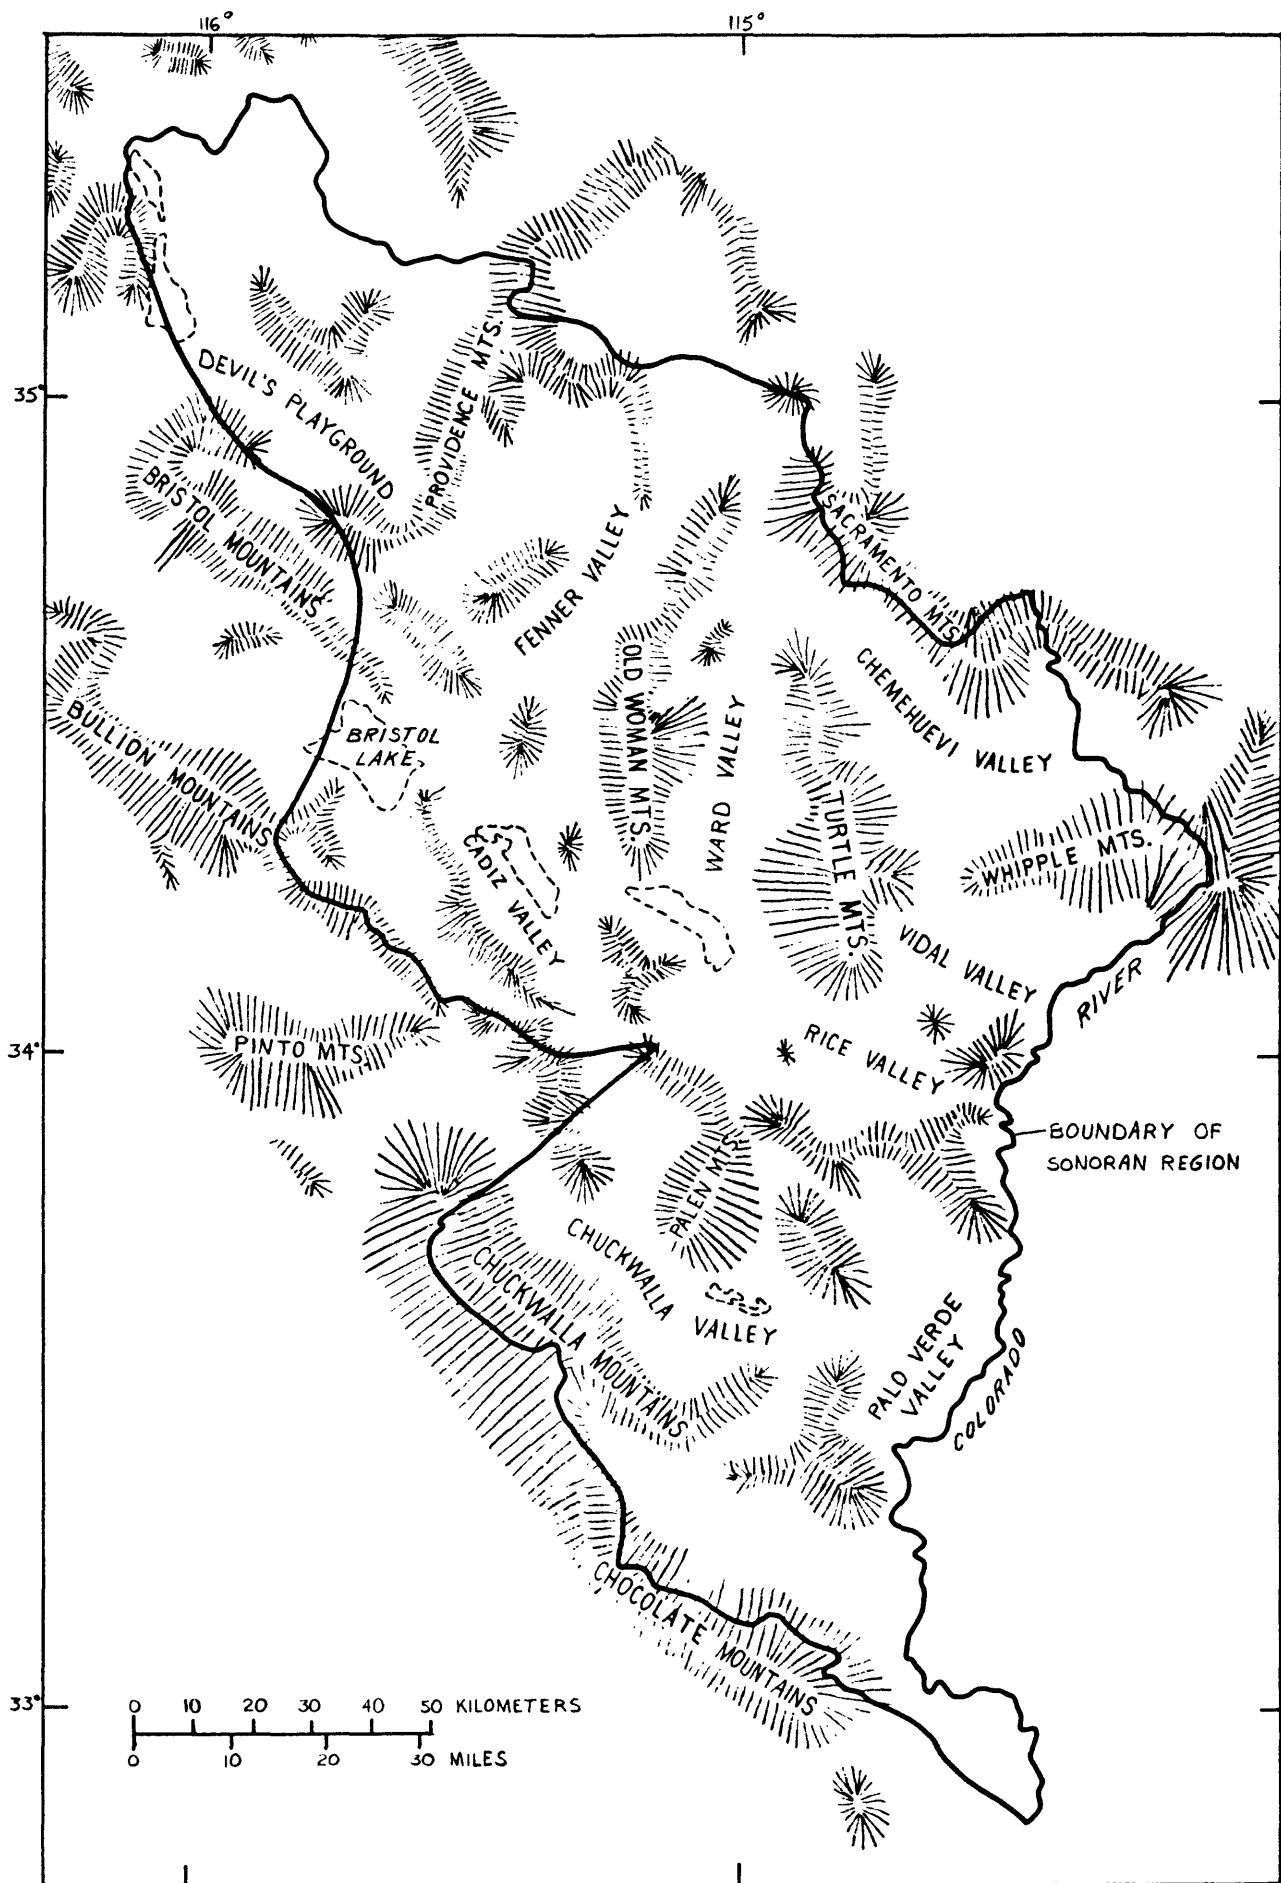 116°
115°
35°
DEVIL'S PLAYGROUND
PROVIDENCE MTS.
BRISTOL MOUNTAINS
SACRAMENTO MTS.
FENNER VALLEY
OLD WOMAN MTS.
CHEMEHUEVI VALLEY
BULLION MOUNTAINS
BRISTOL
LAKE
WARD VALLEY
TURTLE MTS.
WHIPPLE MTS.
CADIZ VALLEY
VIDAL VALLEY
RIVER
34°
PINTO MTS.
RICE VALLEY
BOUNDARY OF
SONORAN REGION
PALEN MTS.
CHUCKWALLA
VALLEY
CHUCKWALLA MOUNTAINS
PALO VERDE
VALLEY
COLORADO
CHOCOLATE MOUNTAINS
33°
0 10 20 30 40 50 KILOMETERS
0 10 20 30 MILES